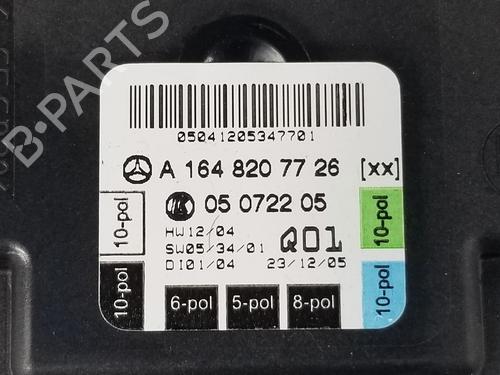 B-PARTS
05041205347701
A 164 820 77 26 [xx]
05 0722 05
HW12/04
SW05/34/01 Q01
DI01/04 23/12/05
10-pol
10-pol
10-pol
10-pol
6-pol 5-pol 8-pol